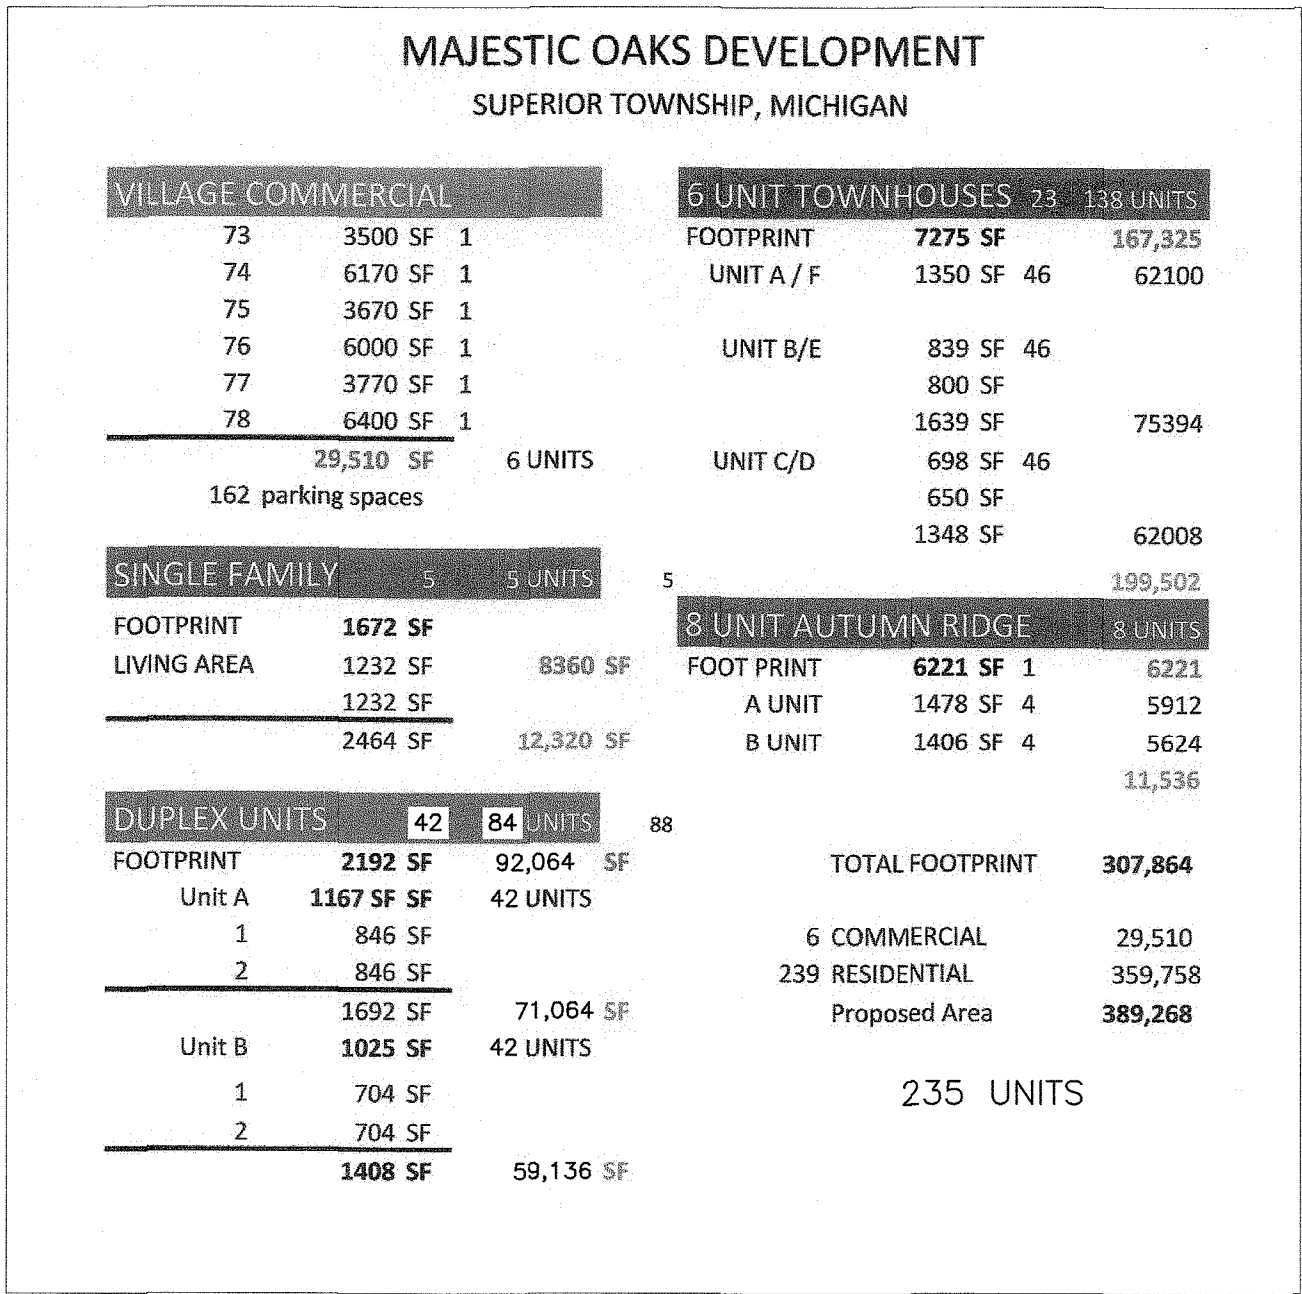 MAJESTIC OAKS DEVELOPMENT
SUPERIOR TOWNSHIP, MICHIGAN
VILLAGE COMMERCIAL
73 3500 SF 1
74 6170 SF 1
75 3670 SF 1
76 6000 SF 1
77 3770 SF 1
78 6400 SF 1
29,510 SF 6 UNITS
162 parking spaces
SINGLE FAMILY 5 5 UNITS 5
FOOTPRINT 1672 SF
LIVING AREA 1232 SF 8360 SF
1232 SF
2464 SF 12,320 SF
DUPLEX UNITS 42 84 UNITS 88
FOOTPRINT 2192 SF 92,064 SF
Unit A 1167 SF SF 42 UNITS
1 846 SF
2 846 SF
1692 SF 71,064 SF
Unit B 1025 SF 42 UNITS
1 704 SF
2 704 SF
1408 SF 59,136 SF
6 UNIT TOWNHOUSES 23 138 UNITS
FOOTPRINT 7275 SF 167,325
UNIT A / F 1350 SF 46 62100
UNIT B/E 839 SF 46
800 SF
1639 SF 75394
UNIT C/D 698 SF 46
650 SF
1348 SF 62008
199,502
8 UNIT AUTUMN RIDGE 8 UNITS
FOOT PRINT 6221 SF 1 6221
A UNIT 1478 SF 4 5912
B UNIT 1406 SF 4 5624
11,536
TOTAL FOOTPRINT 307,864
6 COMMERCIAL 29,510
239 RESIDENTIAL 359,758
Proposed Area 389,268
235 UNITS